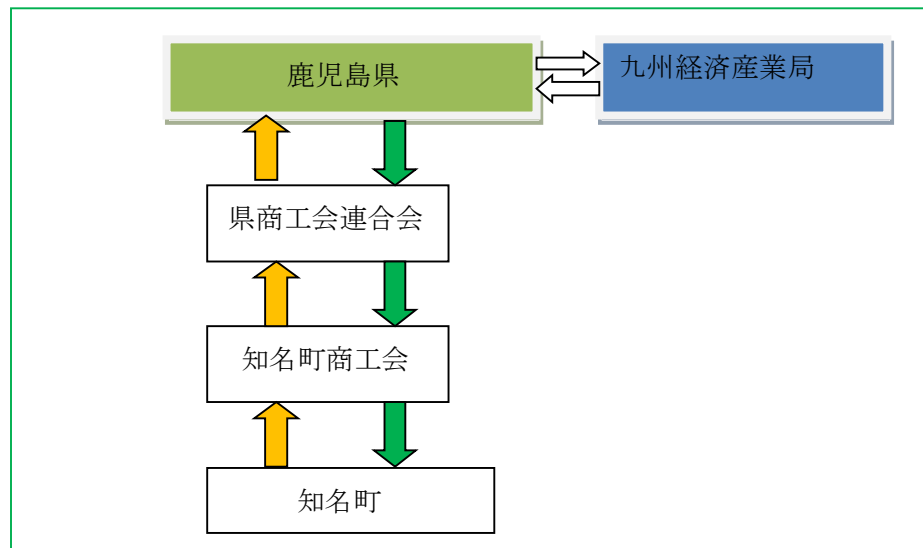 鹿児島県
九州経済産業局
県商工会連合会
知名町商工会
知名町